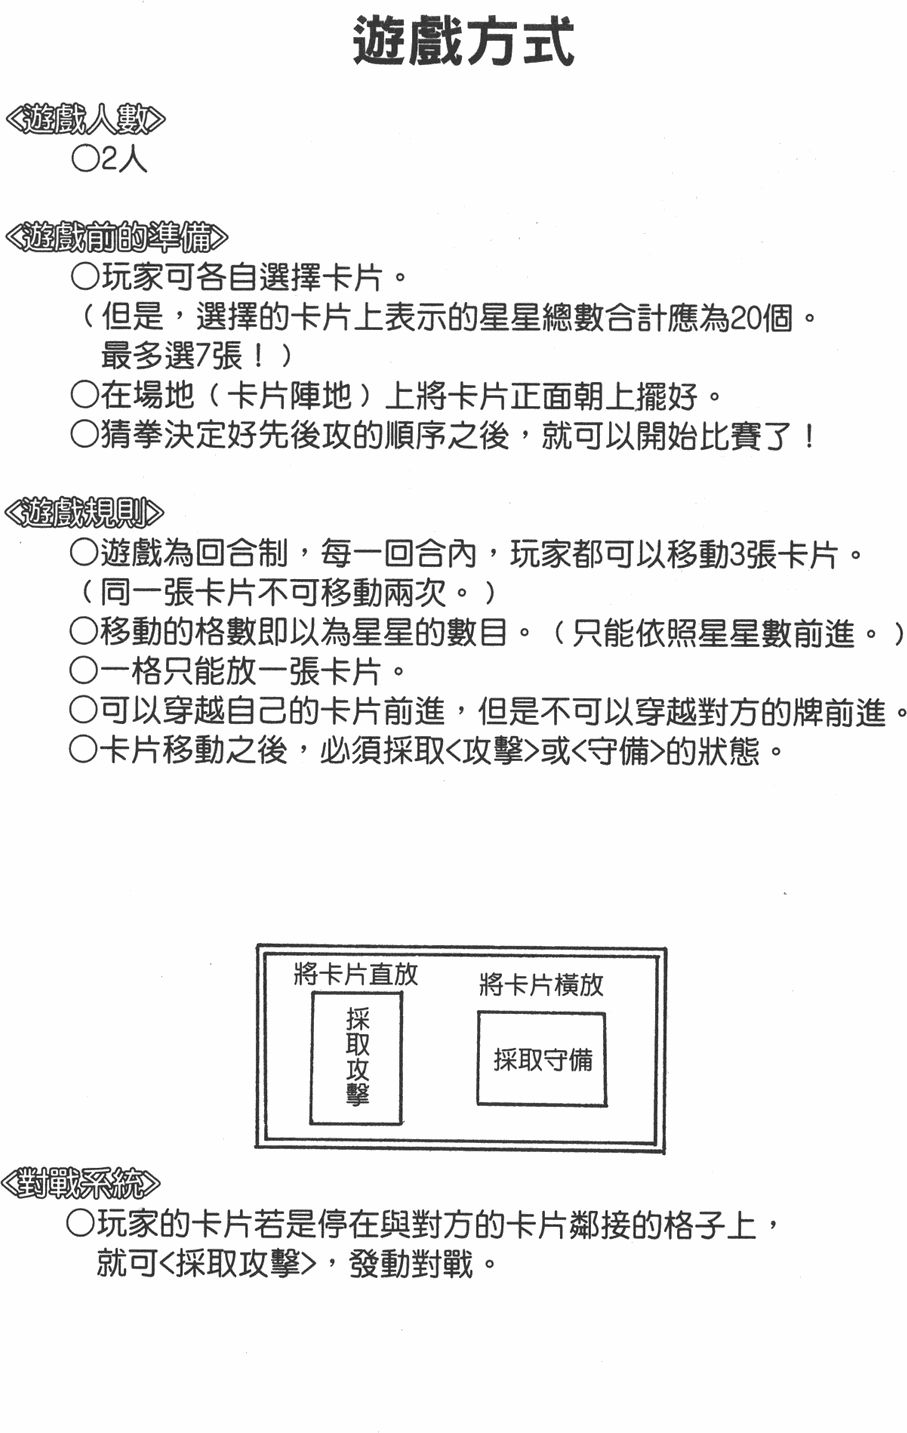 遊戲方式
<遊戲人數>
○2人
<遊戲前的準備>
○玩家可各自選擇卡片。
（但是，選擇的卡片上表示的星星總數合計應為20個。
最多選7張！）
○在場地（卡片陣地）上將卡片正面朝上擺好。
○猜拳決定好先後攻的順序之後，就可以開始比賽了！
<遊戲規則>
○遊戲為回合制，每一回合內，玩家都可以移動3張卡片。
（同一張卡片不可移動兩次。）
○移動的格數即以為星星的數目。（只能依照星星數前進。）
○一格只能放一張卡片。
○可以穿越自己的卡片前進，但是不可以穿越對方的牌前進。
○卡片移動之後，必須採取<攻擊>或<守備>的狀態。
將卡片直放
採取攻擊
將卡片橫放
採取守備
<對戰系統>
○玩家的卡片若是停在與對方的卡片鄰接的格子上，
就可<採取攻擊>，發動對戰。